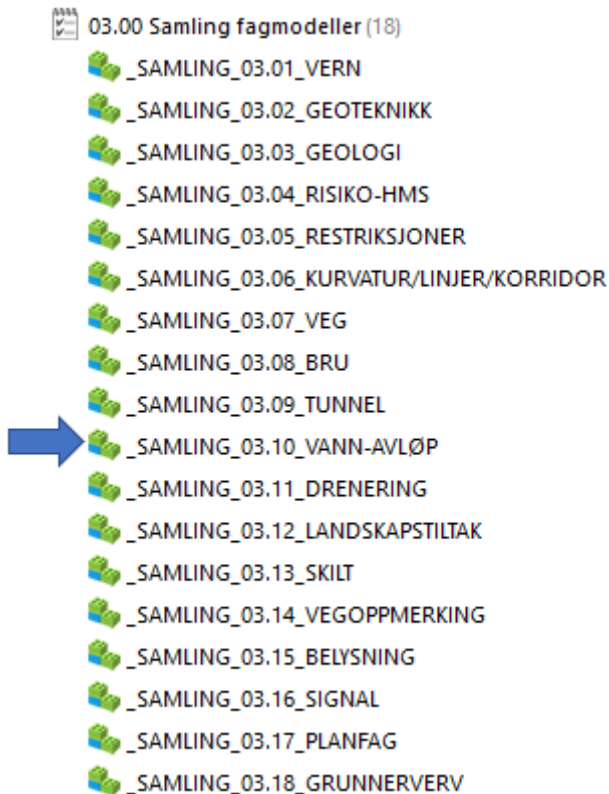 03.00 Samling fagmodeller (18)
_SAMLING_03.01_VERN
_SAMLING_03.02_GEOTEKNIKK
_SAMLING_03.03_GEOLOGI
_SAMLING_03.04_RISIKO-HMS
_SAMLING_03.05_RESTRIKSJONER
_SAMLING_03.06_KURVATUR/LINJER/KORRIDOR
_SAMLING_03.07_VEG
_SAMLING_03.08_BRU
_SAMLING_03.09_TUNNEL
_SAMLING_03.10_VANN-AVLØP
_SAMLING_03.11_DRENERING
_SAMLING_03.12_LANDSKAPSTILTAK
_SAMLING_03.13_SKILT
_SAMLING_03.14_VEGOPPMERKING
_SAMLING_03.15_BELYSNING
_SAMLING_03.16_SIGNAL
_SAMLING_03.17_PLANFAG
_SAMLING_03.18_GRUNNERVERV